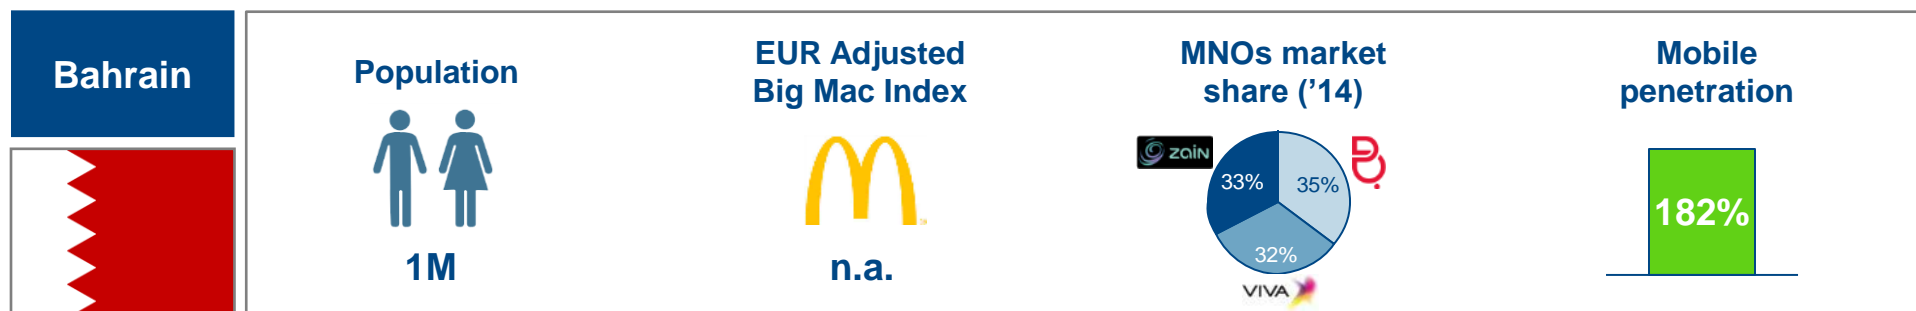 Bahrain
Population
1M
EUR Adjusted
Big Mac Index
n.a.
MNOs market
share (’14)
zain
33%
35%
32%
VIVA
Mobile
penetration
182%